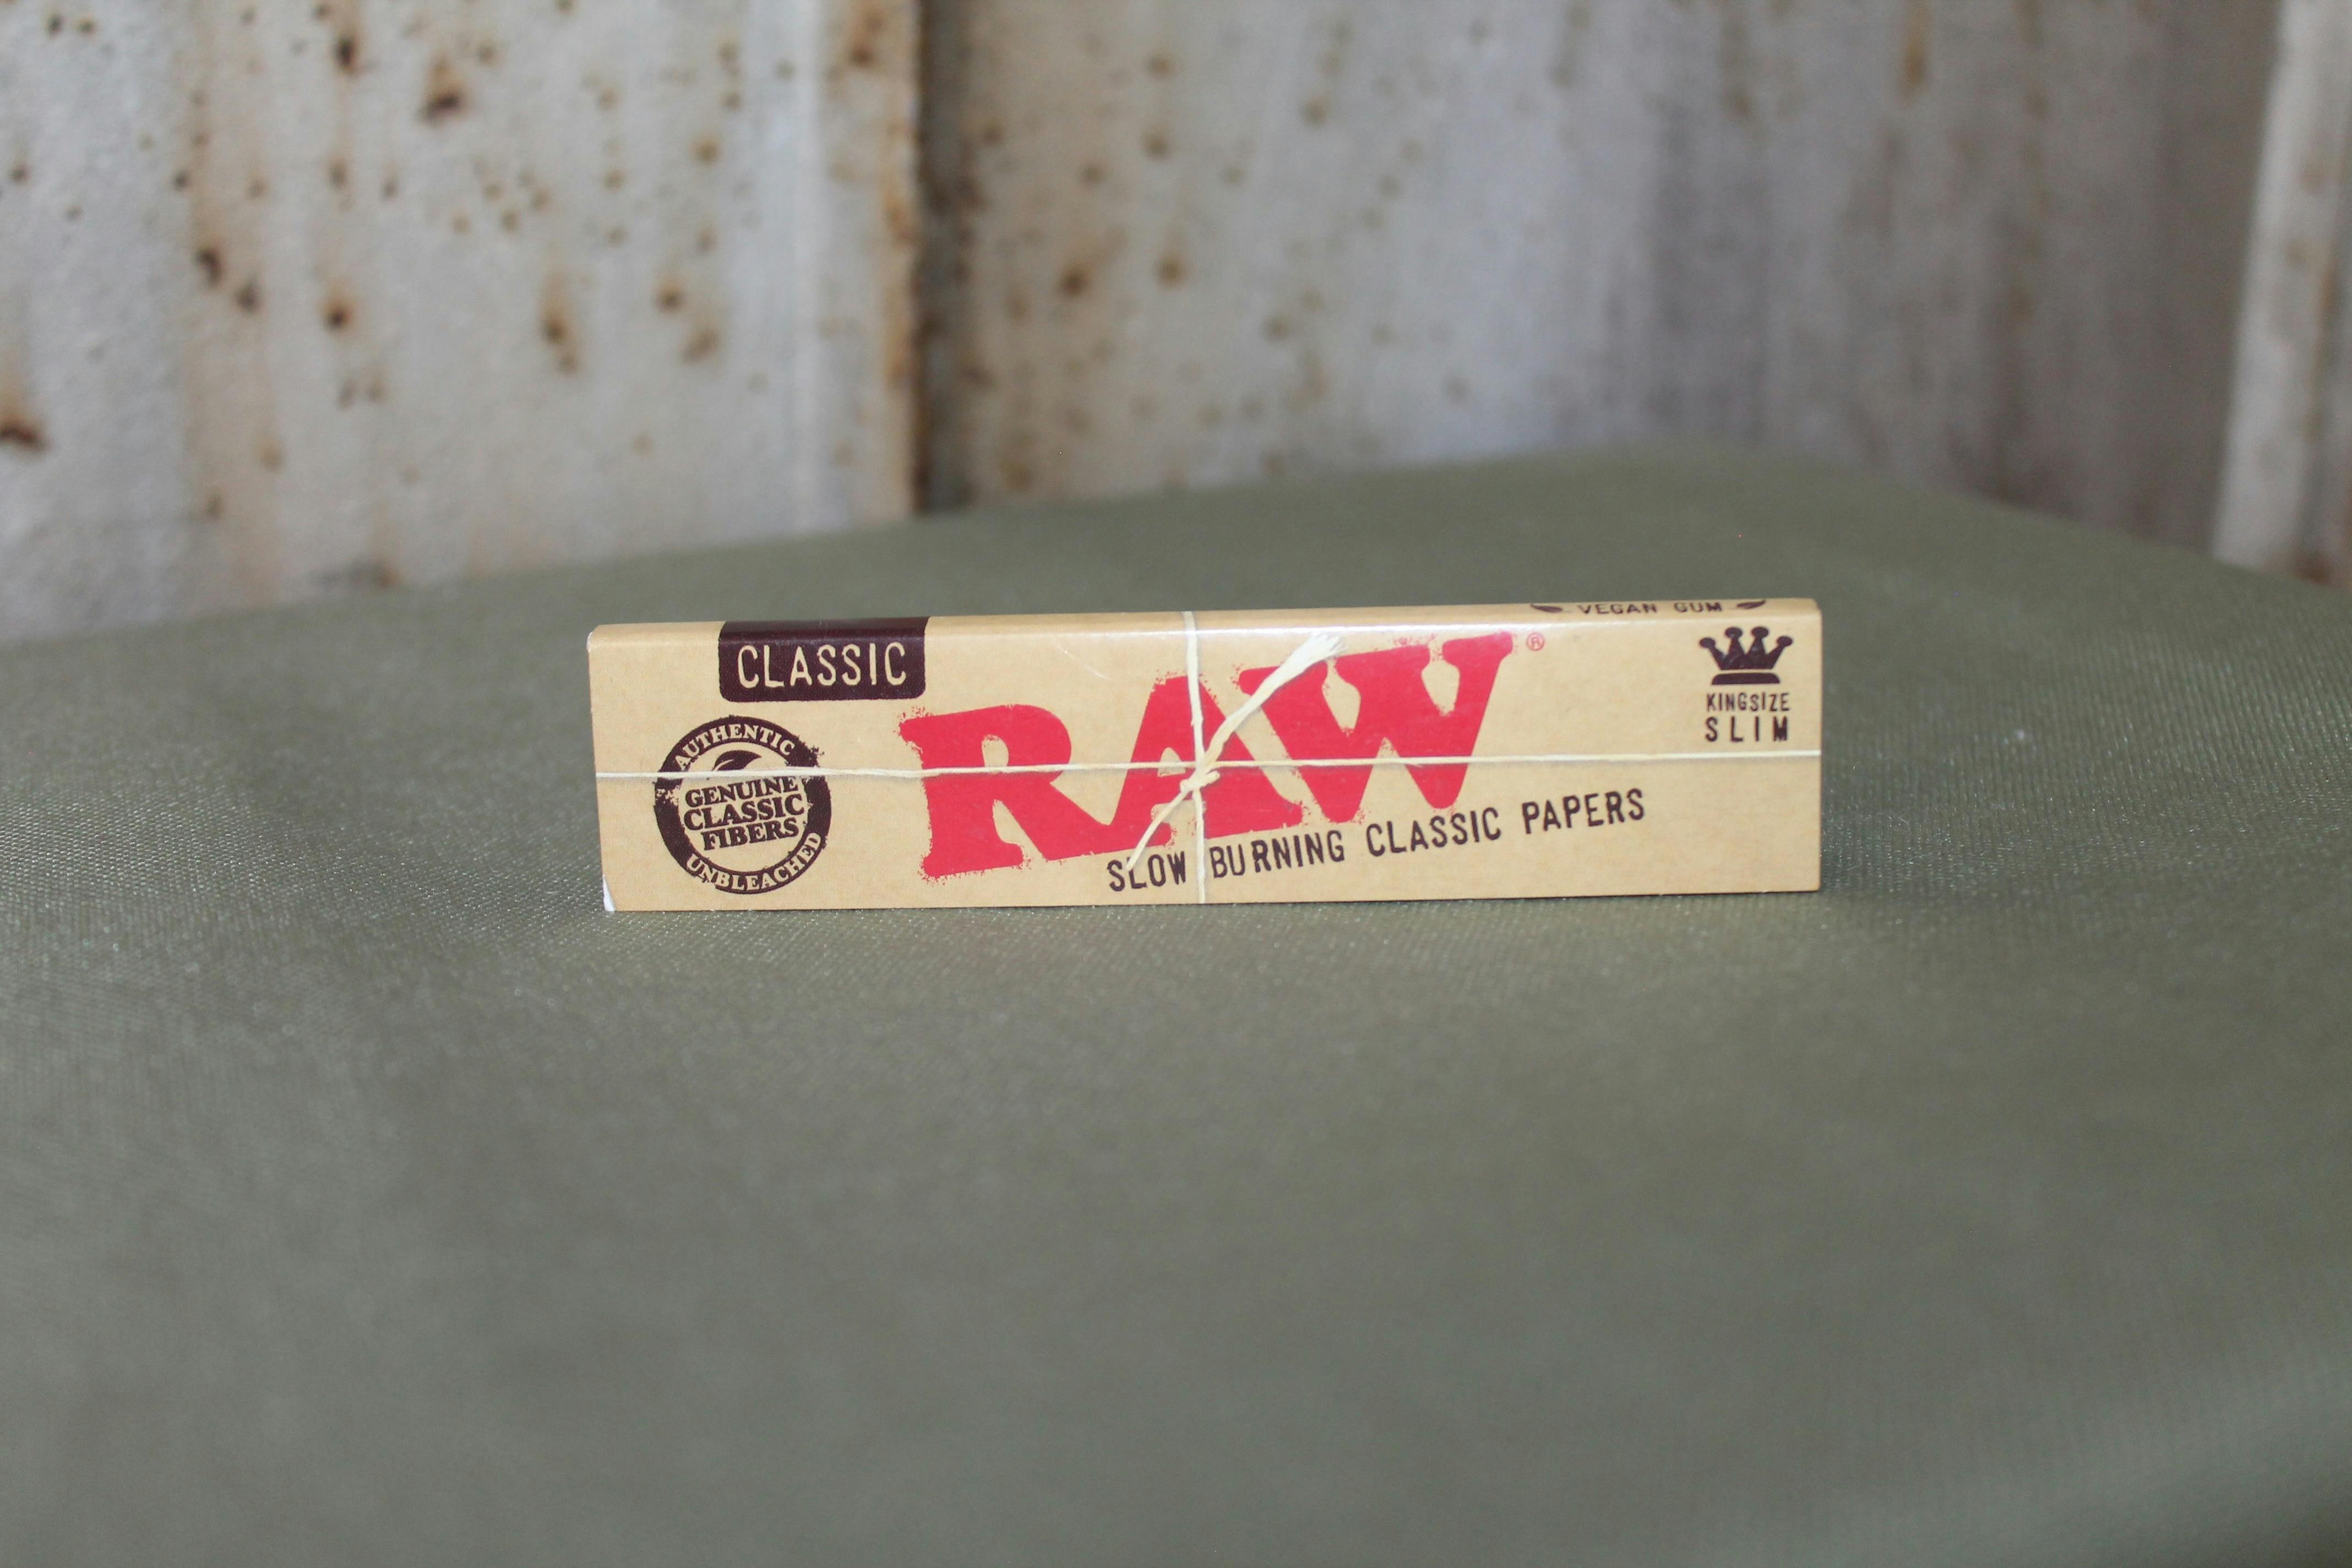 VEGAN GUM
CLASSIC
RAW®
KINGSIZE
SLIM
AUTHENTIC
GENUINE
CLASSIC
FIBERS
UNBLEACHED
SLOW BURNING CLASSIC PAPERS